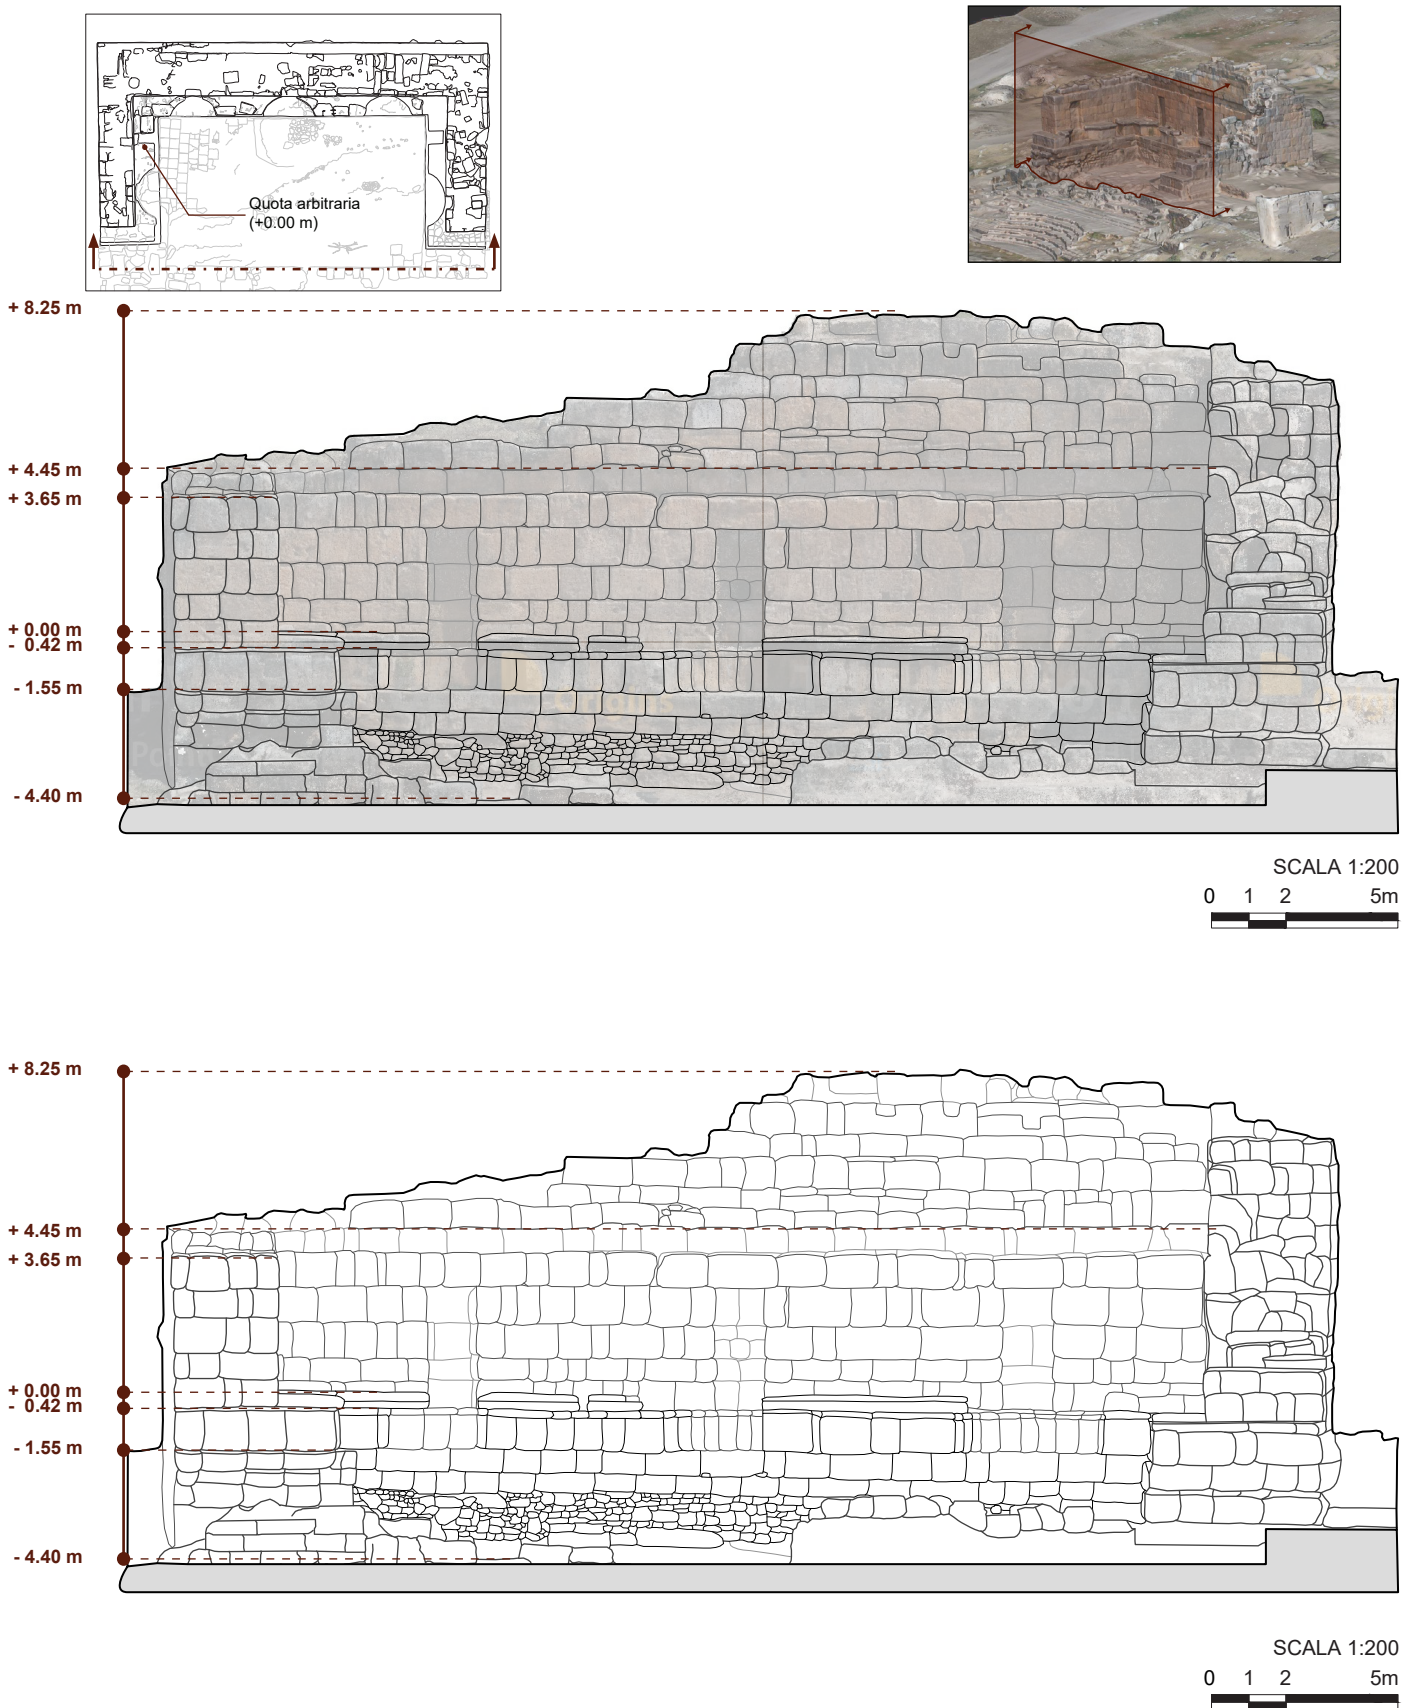 Quota arbitraria
(+0.00 m)
+ 8.25 m
+ 4.45 m
+ 3.65 m
+ 0.00 m
- 0.42 m
- 1.55 m
- 4.40 m
SCALA 1:200
0 1 2 5m
+ 8.25 m
+ 4.45 m
+ 3.65 m
+ 0.00 m
- 0.42 m
- 1.55 m
- 4.40 m
SCALA 1:200
0 1 2 5m